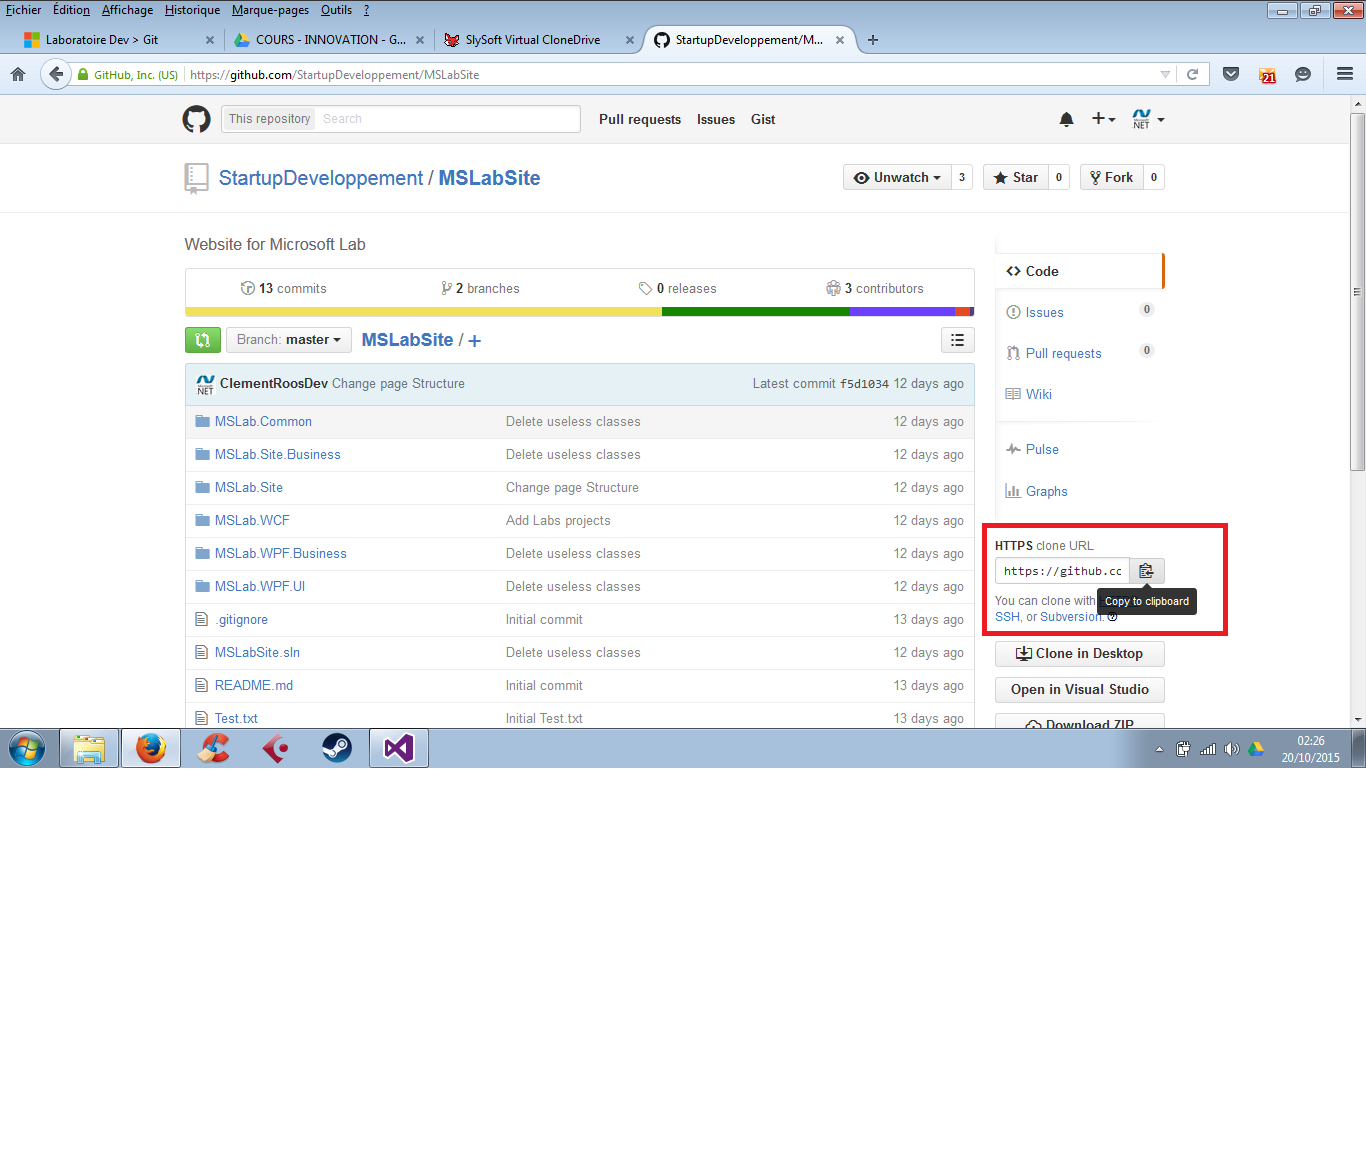 Fichier Édition Affichage Historique Marque-pages Outils ?
Laboratoire Dev > Git
COURS - INNOVATION - G...
SlySoft Virtual CloneDrive
StartupDeveloppement/M...
GitHub, Inc. (US) https://github.com/StartupDeveloppement/MSLabSite
21
This repository Search Pull requests Issues Gist
.NET
StartupDeveloppement / MSLabSite
Unwatch 3 Star 0 Fork 0
Website for Microsoft Lab
13 commits 2 branches 0 releases 3 contributors
Branch: master MSLabSite / +
ClementRoosDev Change page Structure Latest commit f5d1034 12 days ago
MSLab.Common Delete useless classes 12 days ago
MSLab.Site.Business Delete useless classes 12 days ago
MSLab.Site Change page Structure 12 days ago
MSLab.WCF Add Labs projects 12 days ago
MSLab.WPF.Business Delete useless classes 12 days ago
MSLab.WPF.UI Delete useless classes 12 days ago
.gitignore Initial commit 13 days ago
MSLabSite.sln Delete useless classes 12 days ago
README.md Initial commit 13 days ago
Test.txt Initial Test.txt 13 days ago
Code
Issues 0
Pull requests 0
Wiki
Pulse
Graphs
HTTPS clone URL
https://github.cc
Copy to clipboard
You can clone with
SSH, or Subversion.
Clone in Desktop
Open in Visual Studio
Download ZIP
02:26
20/10/2015